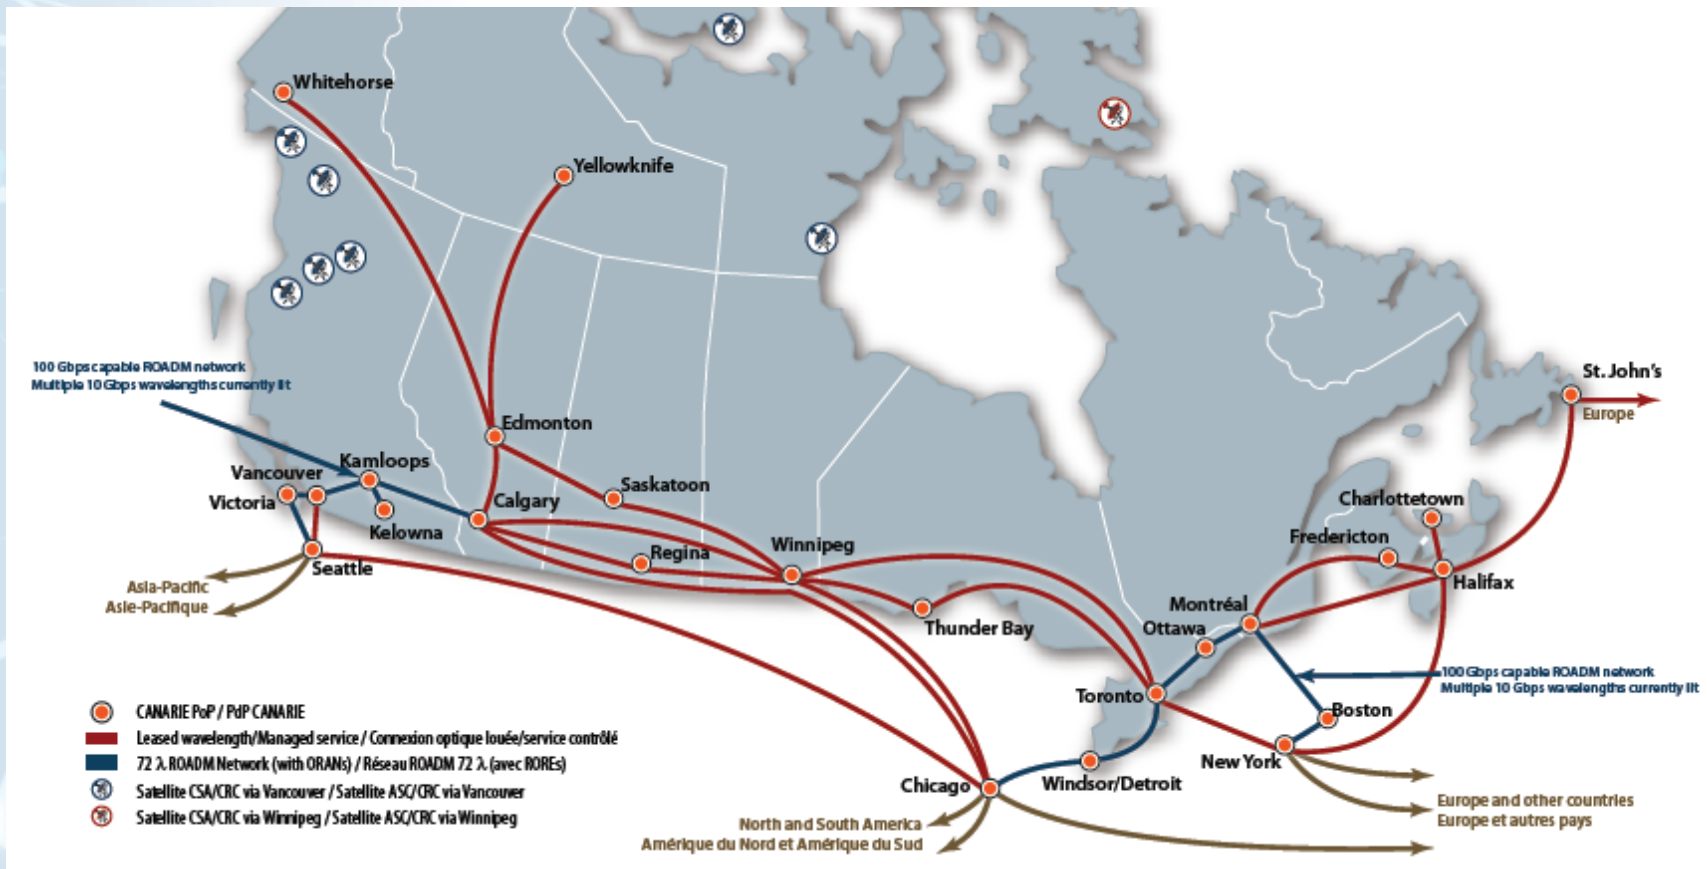 Whitehorse
Yellowknife
100 Gbps capable ROADM network
Multiple 10 Gbps wavelengths currently lit
St. John's
Europe
Edmonton
Kamloops
Vancouver
Victoria
Saskatoon
Calgary
Kelowna
Charlottetown
Fredericton
Regina
Winnipeg
Seattle
Halifax
Asia-Pacific
Asie-Pacifique
Montréal
Ottawa
Thunder Bay
100 Gbps capable ROADM network
Multiple 10 Gbps wavelengths currently lit
Toronto
Boston
New York
CANARIE PoP / PdP CANARIE
Leased wavelength/Managed service / Connexion optique louée/service contrôlé
72 λ ROADM Network (with ORANs) / Réseau ROADM 72 λ (avec ROREs)
Satellite CSA/CRC via Vancouver / Satellite ASC/CRC via Vancouver
Satellite CSA/CRC via Winnipeg / Satellite ASC/CRC via Winnipeg
Chicago
Windsor/Detroit
Europe and other countries
Europe et autres pays
North and South America
Amérique du Nord et Amérique du Sud